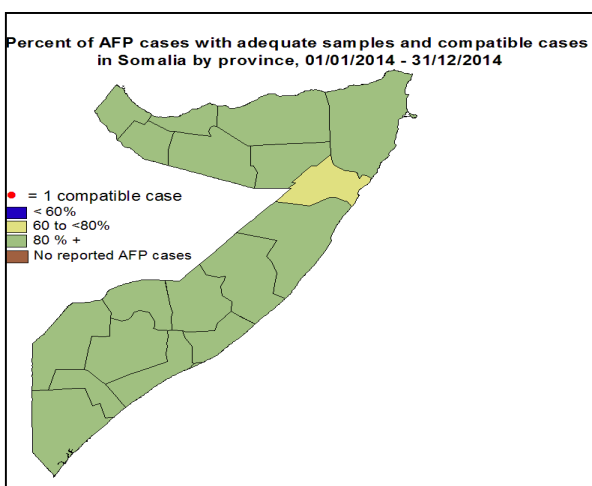 Percent of AFP cases with adequate samples and compatible cases
in Somalia by province, 01/01/2014 - 31/12/2014
= 1 compatible case
< 60%
60 to <80%
80 % +
No reported AFP cases